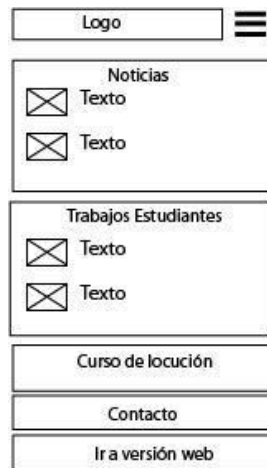 Logo
Noticias
Texto
Texto
Trabajos Estudiantes
Texto
Texto
Curso de locución
Contacto
Ir a versión web